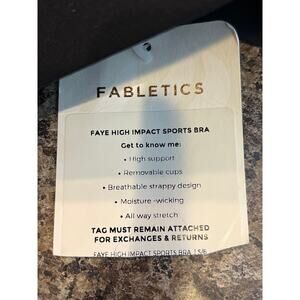 FABLETICS
FAYE HIGH IMPACT SPORTS BRA
Get to know me:
• High support
• Removable cups
• Breathable strappy design
• Moisture -wicking
• All way stretch
TAG MUST REMAIN ATTACHED
FOR EXCHANGES & RETURNS
FAYE HIGH IMPACT SPORTS BRA | S/6